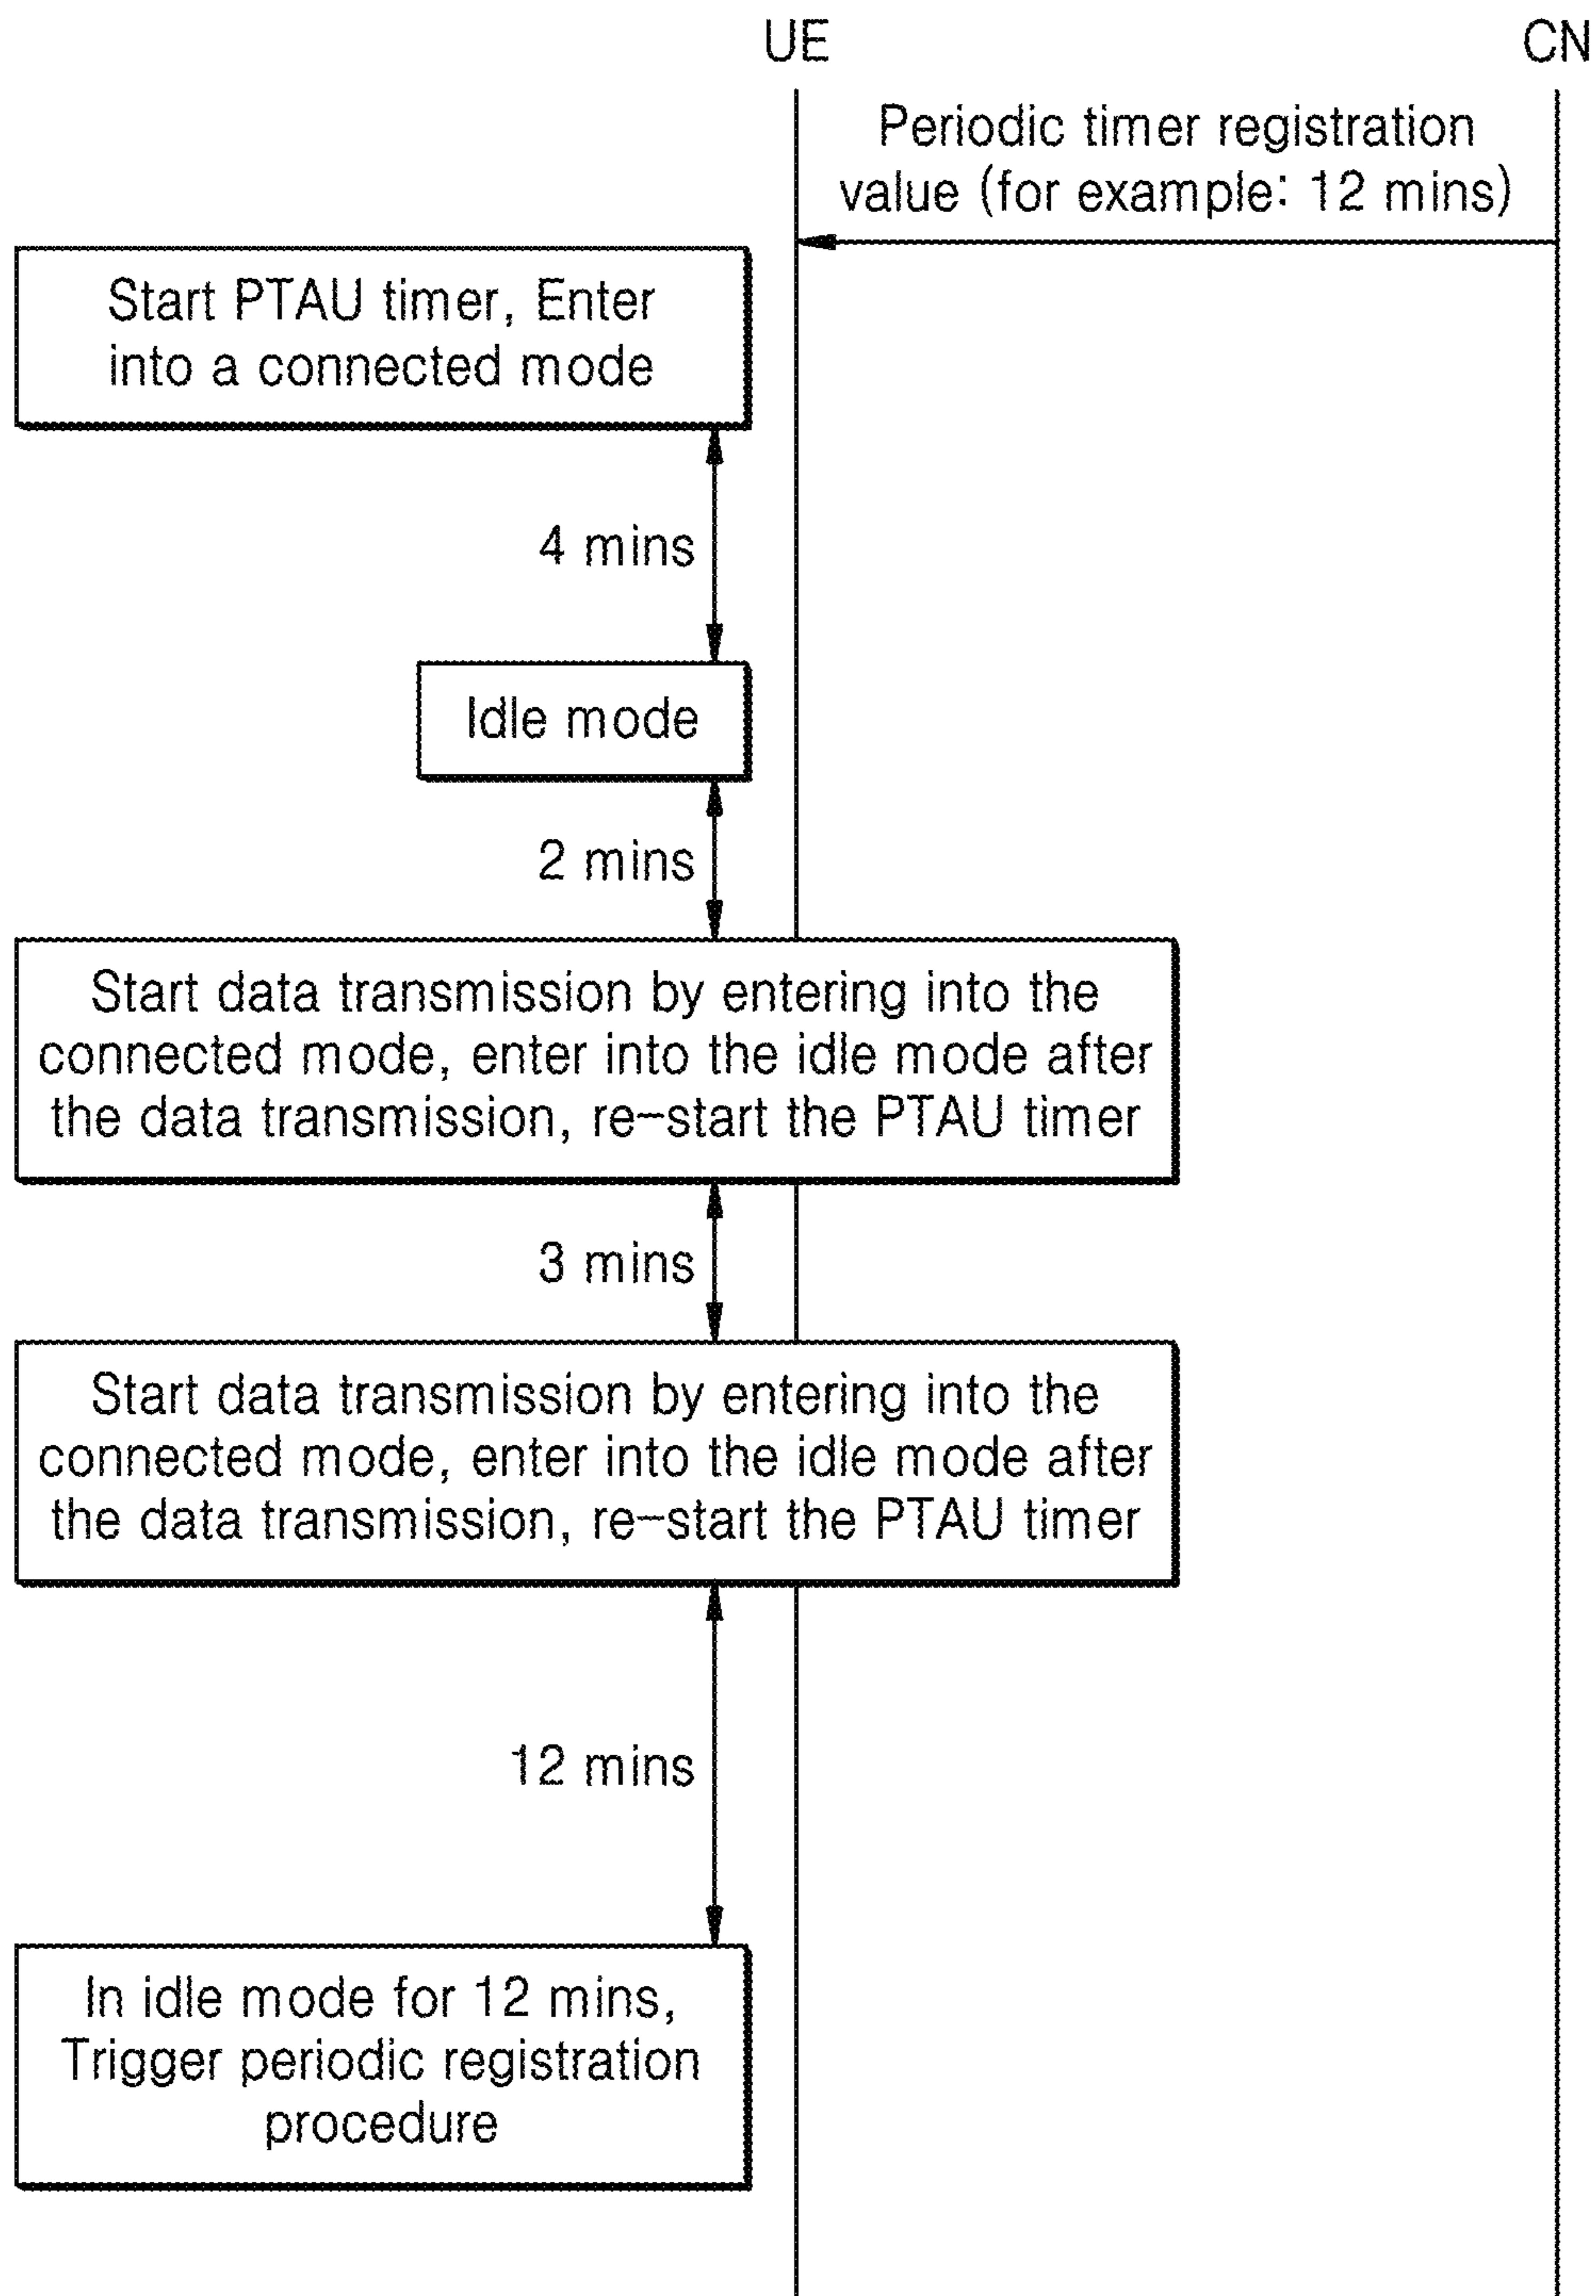 UE
CN
Periodic timer registration
value (for example: 12 mins)
Start PTAU timer, Enter
into a connected mode
4 mins
Idle mode
2 mins
Start data transmission by entering into the
connected mode, enter into the idle mode after
the data transmission, re-start the PTAU timer
3 mins
Start data transmission by entering into the
connected mode, enter into the idle mode after
the data transmission, re-start the PTAU timer
12 mins
In idle mode for 12 mins,
Trigger periodic registration
procedure